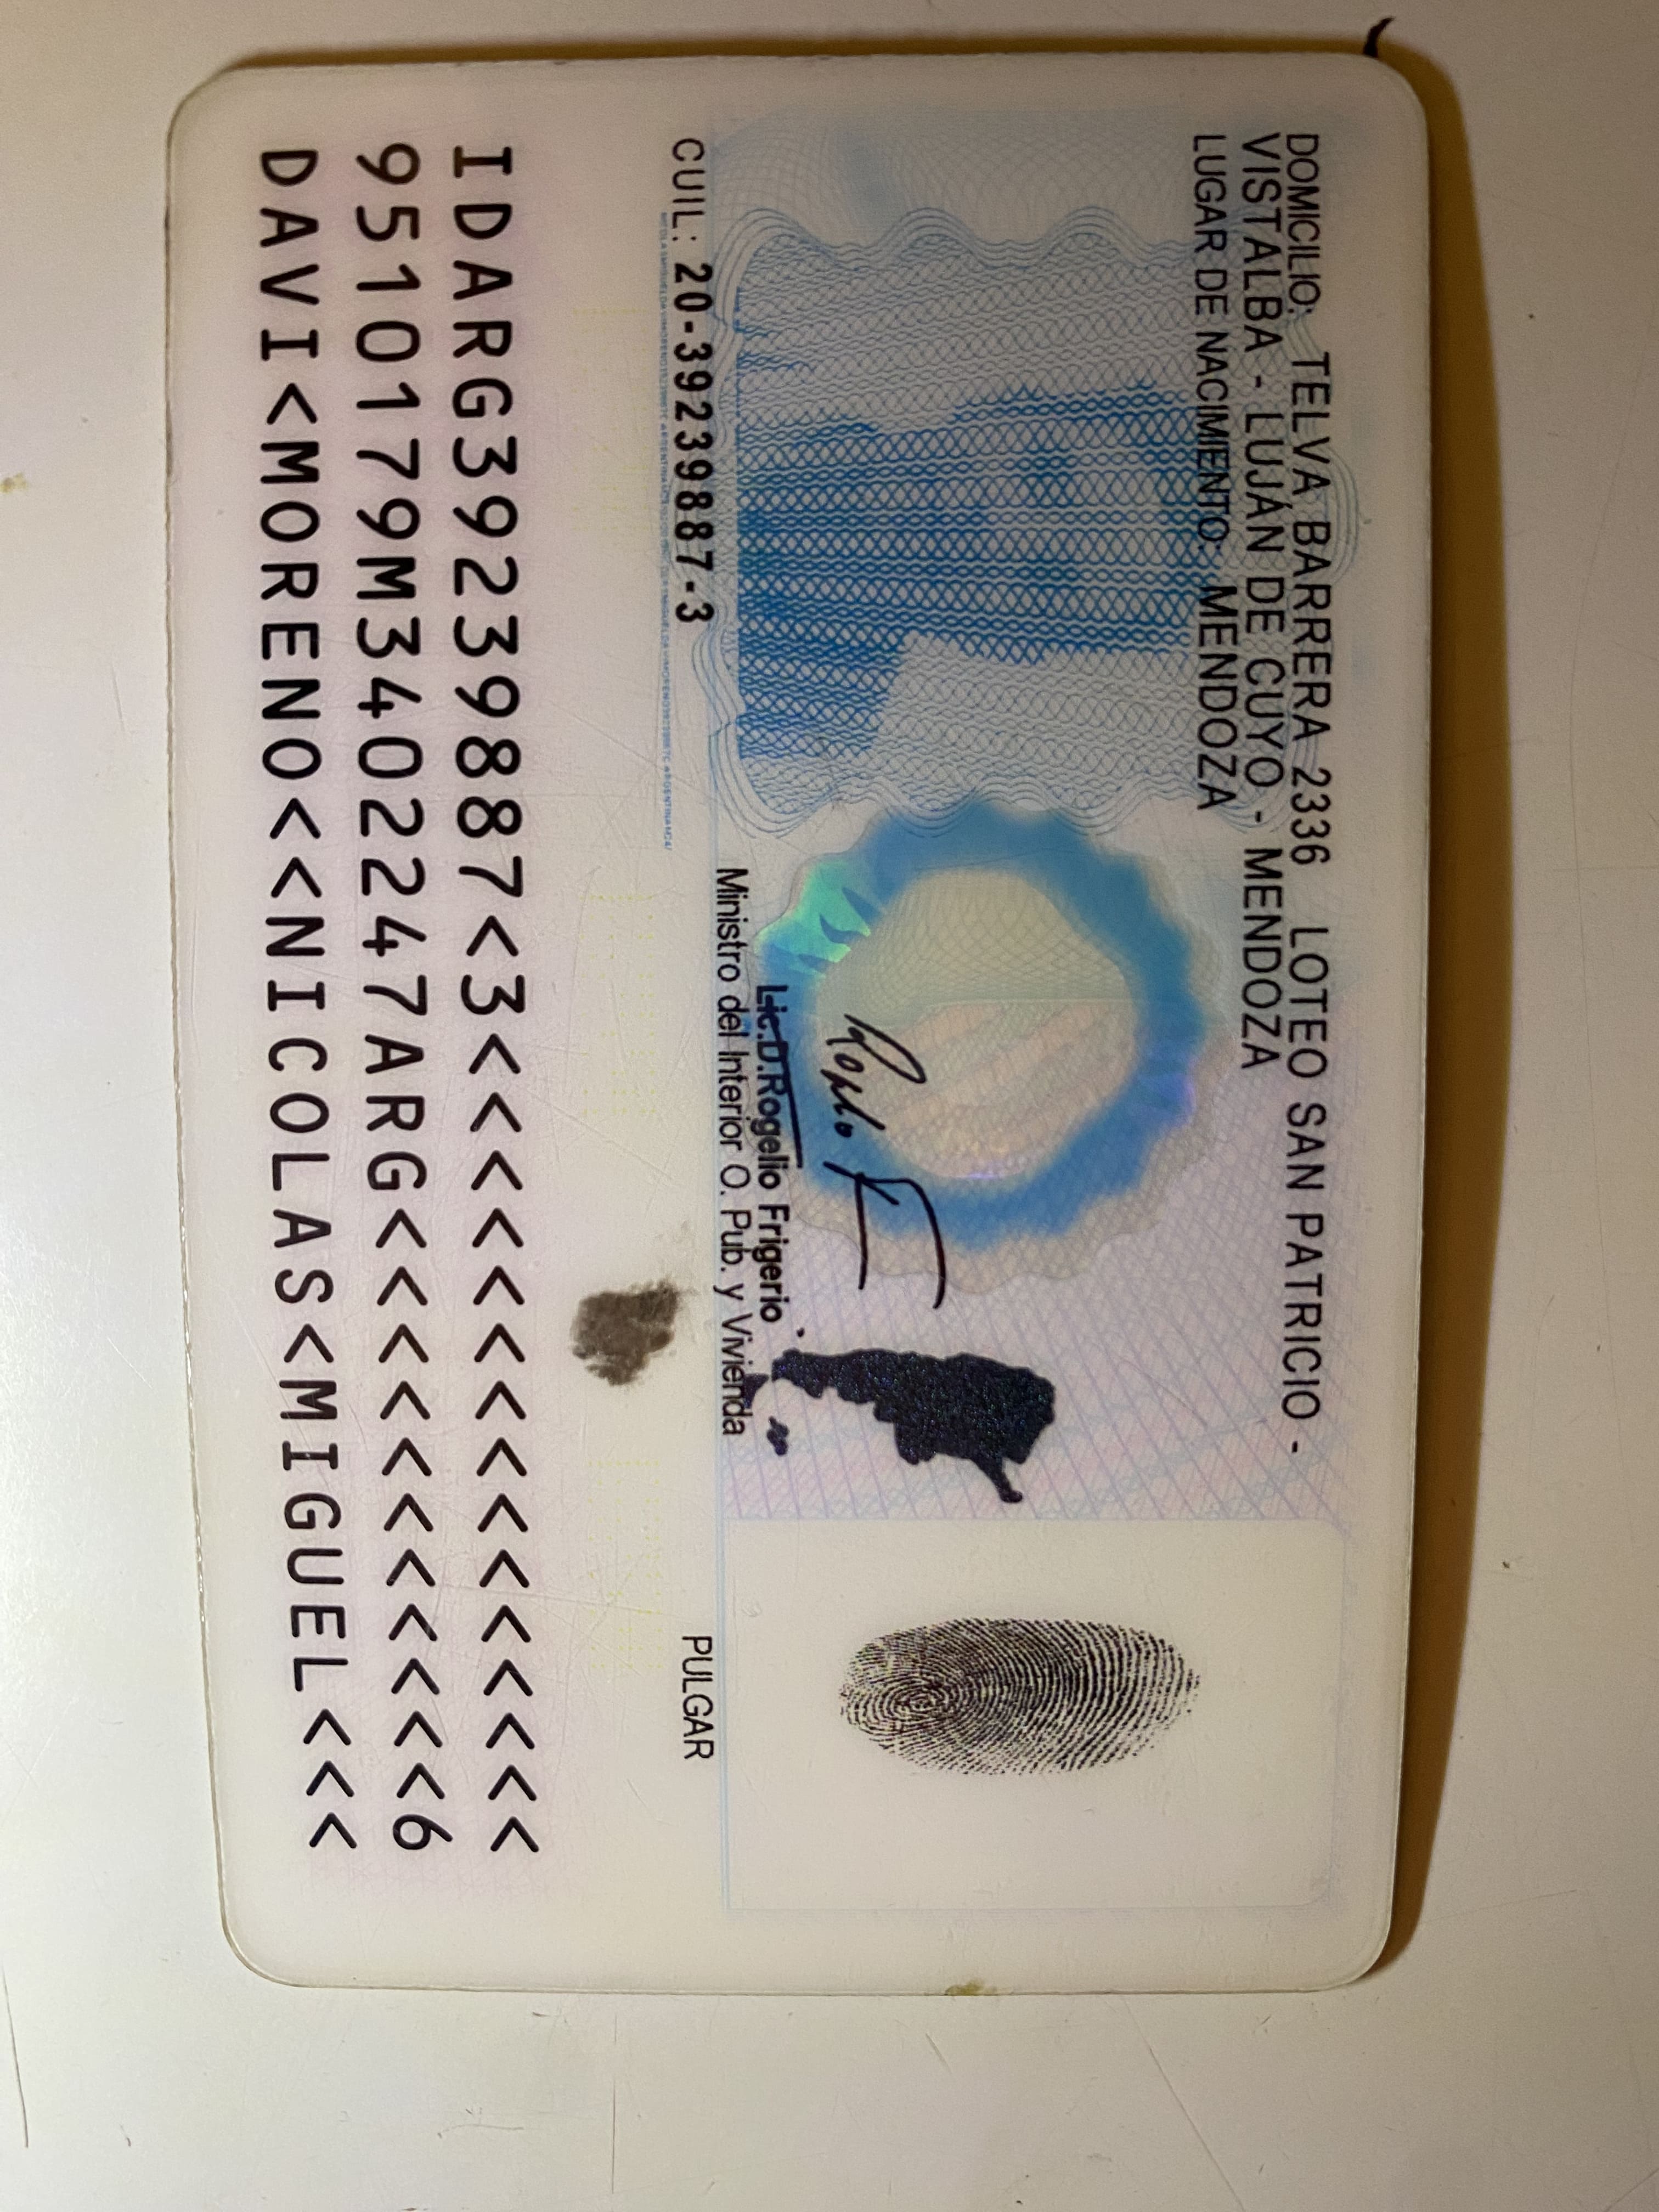 DOMICILIO: TELVA BARRERA 2336 LOTEO SAN PATRICIO -
VISTALBA - LUJÁN DE CUYO - MENDOZA
LUGAR DE NACIMIENTO: MENDOZA
Lic.D.Rogelio Frigerio
Ministro del Interior O. Pub. y Vivienda
CUIL: 20-39239887-3
PULGAR
IDARG39239887<3<<<<<<<<<<<<<<<
9510179M3402247ARG<<<<<<<<<<<6
DAVI<MORENO<<NICOLAS<MIGUEL<<<